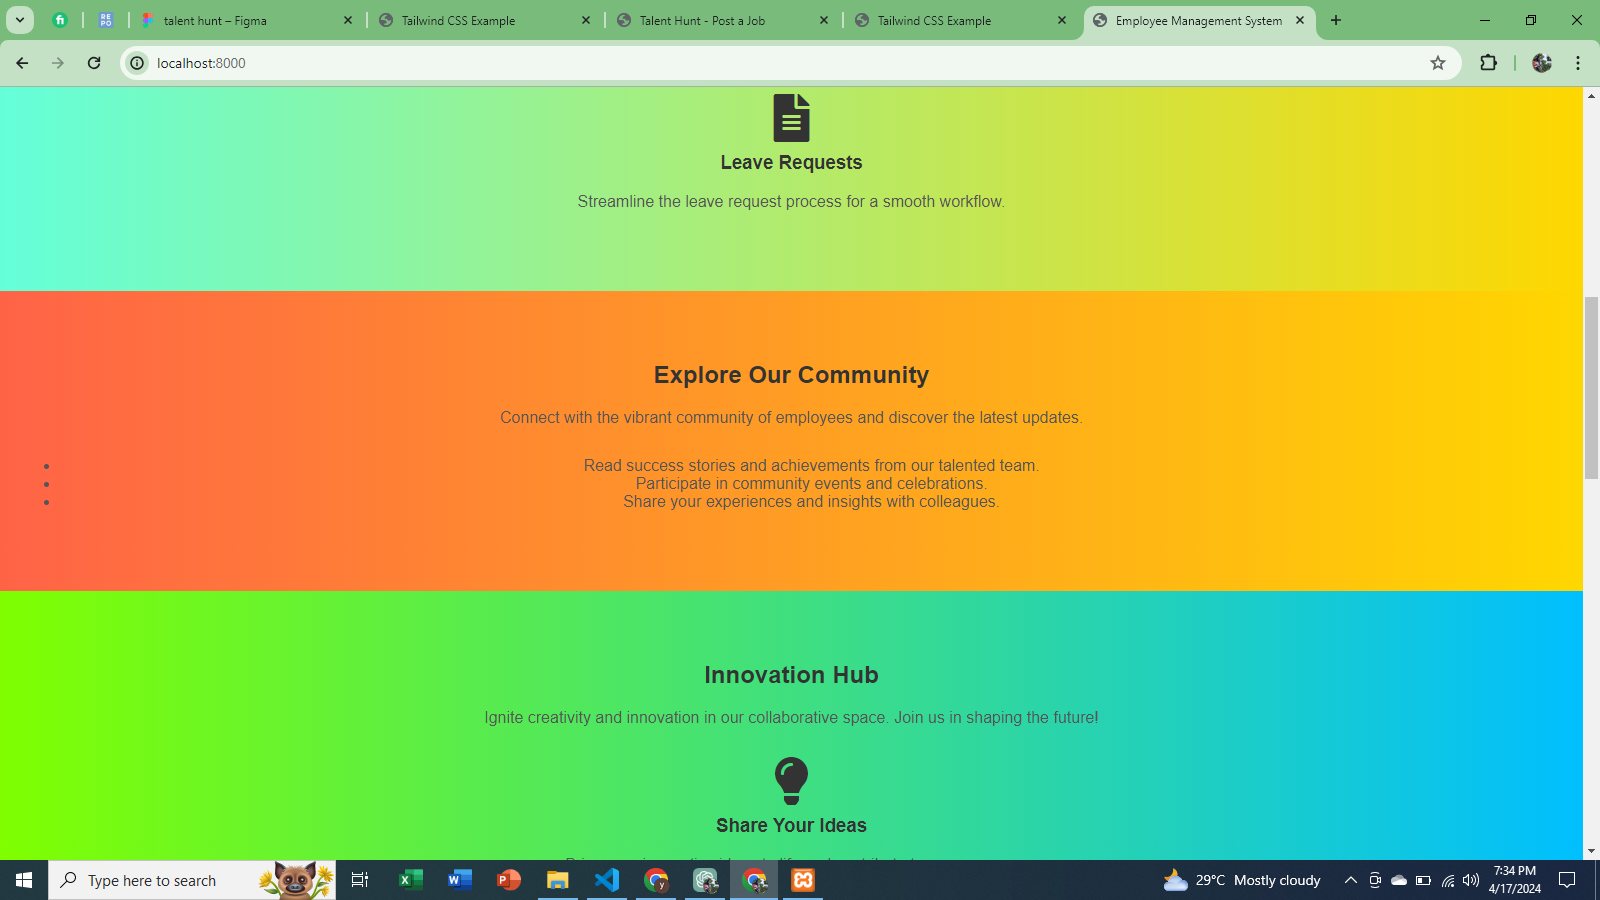 talent hunt – Figma
Tailwind CSS Example
Talent Hunt - Post a Job
Tailwind CSS Example
Employee Management System
localhost:8000
Leave Requests
Streamline the leave request process for a smooth workflow.
Explore Our Community
Connect with the vibrant community of employees and discover the latest updates.
Read success stories and achievements from our talented team.
Participate in community events and celebrations.
Share your experiences and insights with colleagues.
Innovation Hub
Ignite creativity and innovation in our collaborative space. Join us in shaping the future!
Share Your Ideas
Type here to search
29°C Mostly cloudy
7:34 PM
4/17/2024